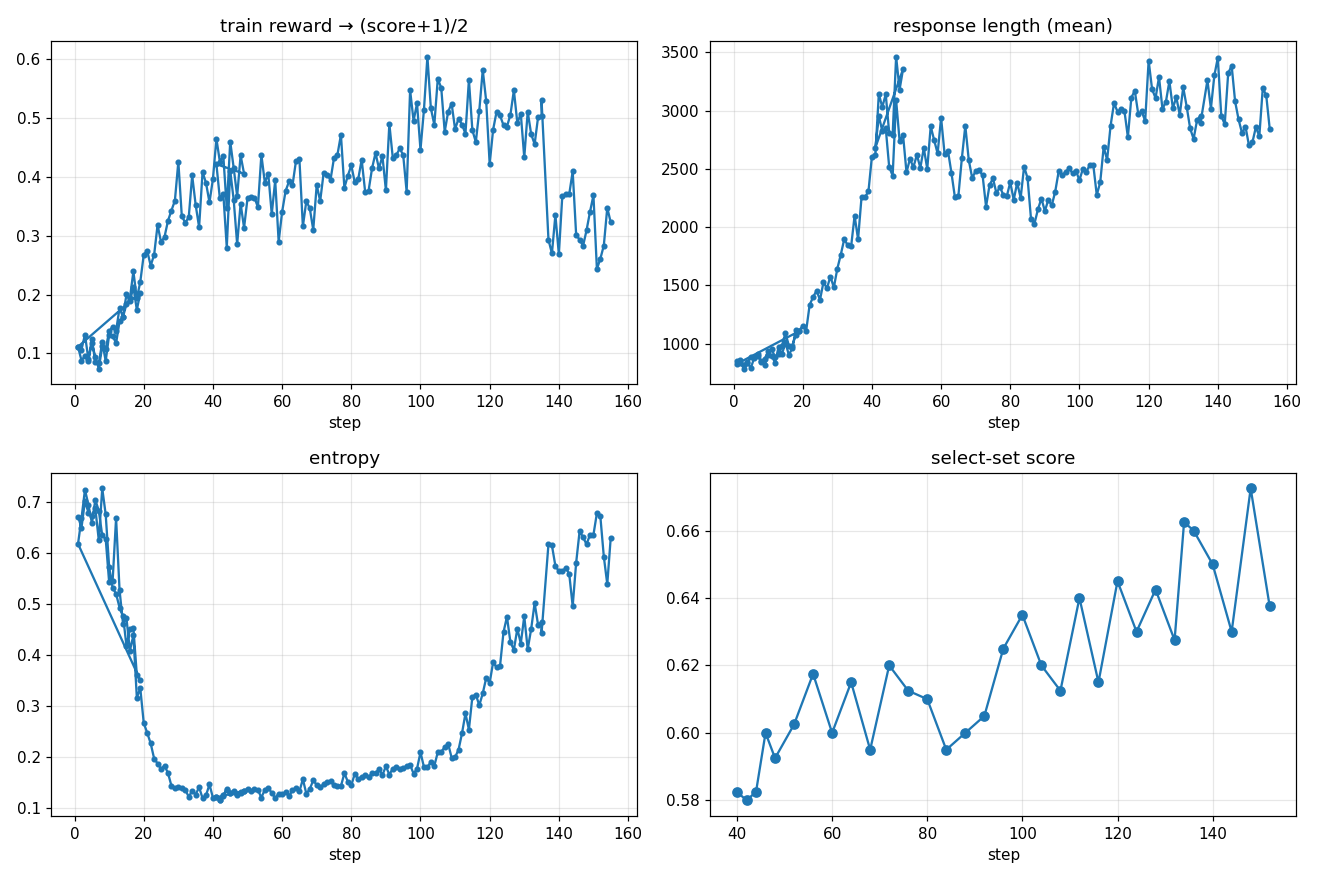 train reward → (score+1)/2
0.6
0.5
0.4
0.3
0.2
0.1
0 20 40 60 80 100 120 140 160
step
response length (mean)
3500
3000
2500
2000
1500
1000
0 20 40 60 80 100 120 140 160
step
entropy
0.7
0.6
0.5
0.4
0.3
0.2
0.1
0 20 40 60 80 100 120 140 160
step
select-set score
0.66
0.64
0.62
0.60
0.58
40 60 80 100 120 140
step